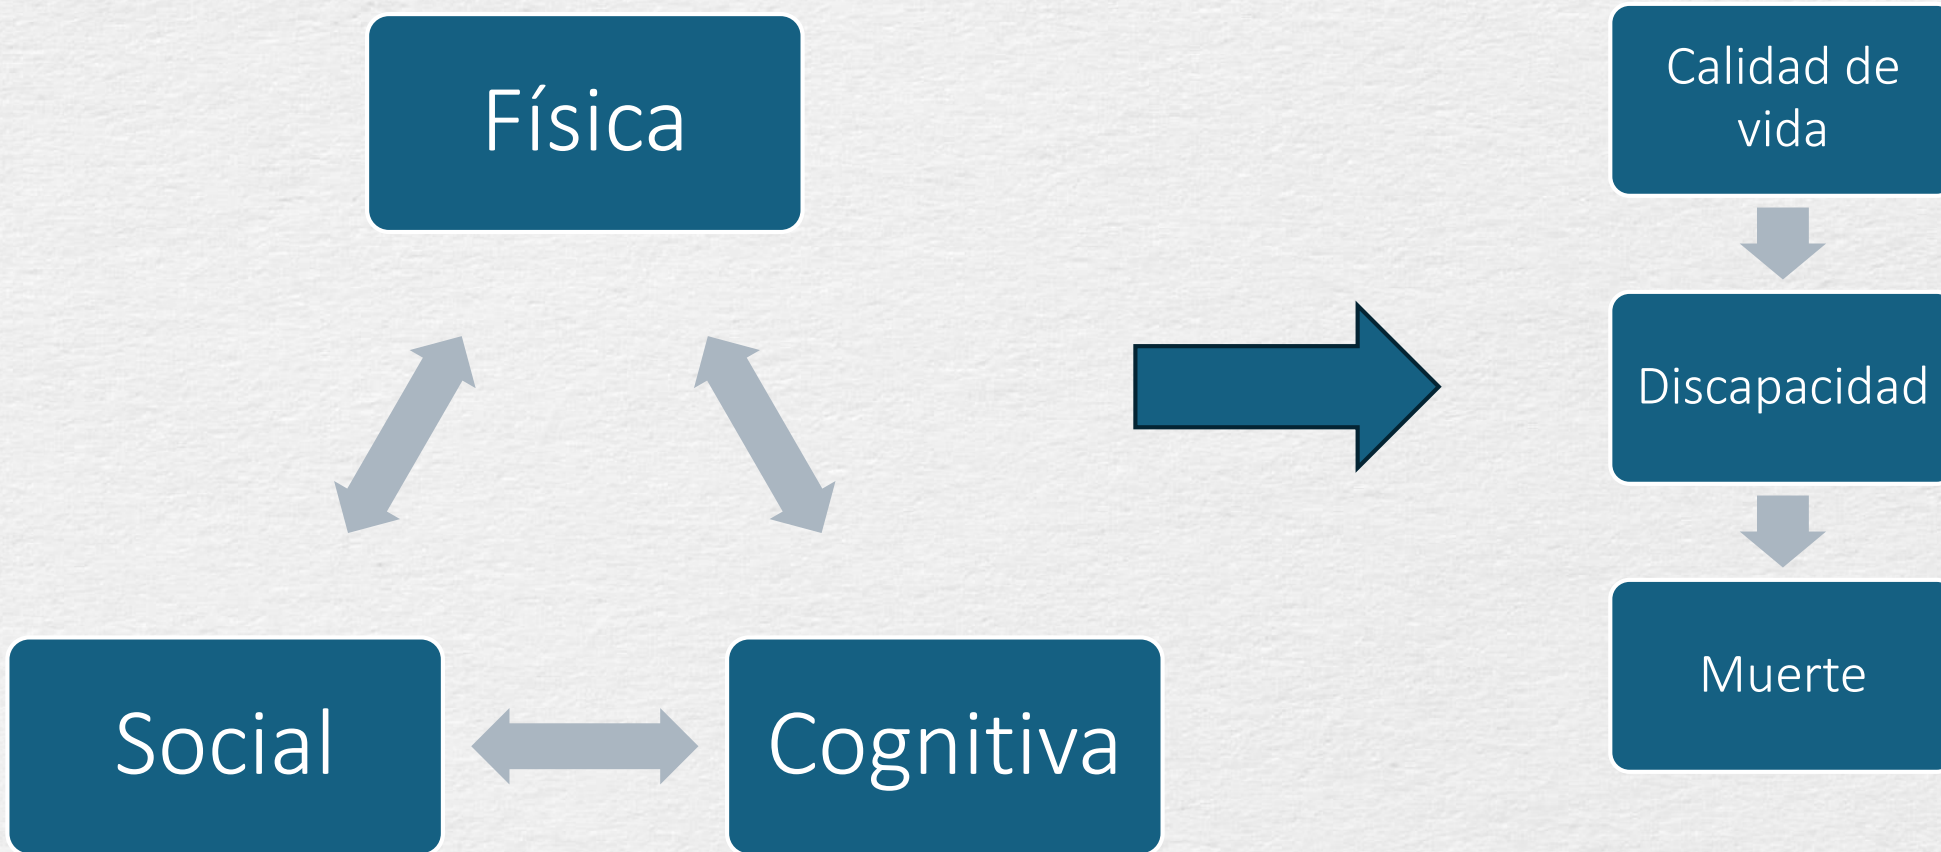 Física
Social
Cognitiva
Calidad de
vida
Discapacidad
Muerte